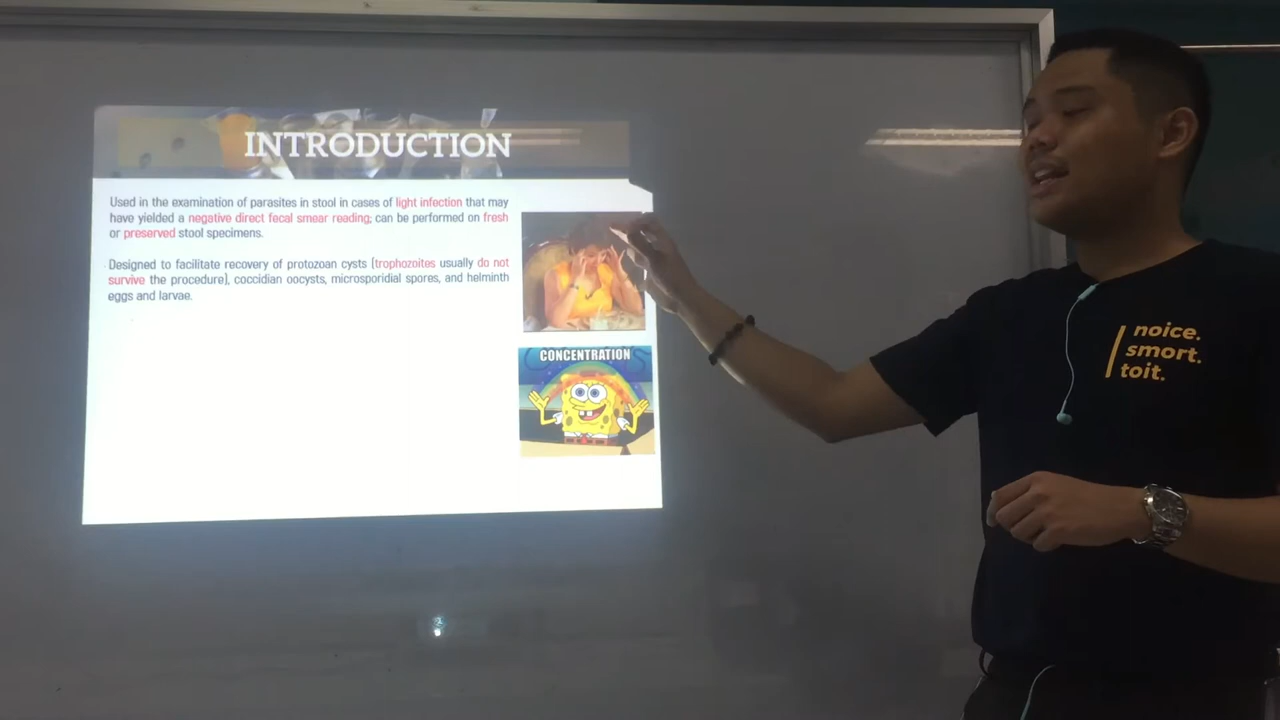 INTRODUCTION
Used in the examination of parasites in stool in cases of light infection that may
have yielded a negative direct fecal smear reading; can be performed on fresh
or preserved stool specimens.
Designed to facilitate recovery of protozoan cysts (trophozoites usually do not
survive the procedure), coccidian oocysts, microsporidial spores, and helminth
eggs and larvae.
CONCENTRATION
noice.
smort.
toit.